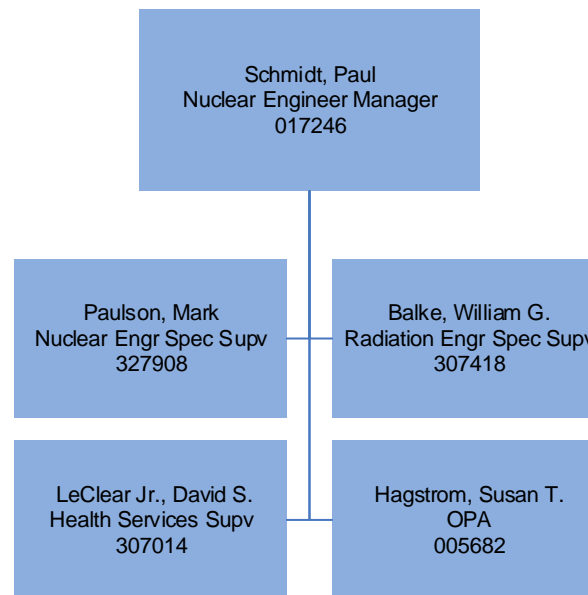 Schmidt, Paul
Nuclear Engineer Manager
017246
Paulson, Mark
Nuclear Engr Spec Supv
327908
Balke, William G.
Radiation Engr Spec Supv
307418
LeClear Jr., David S.
Health Services Supv
307014
Hagstrom, Susan T.
OPA
005682